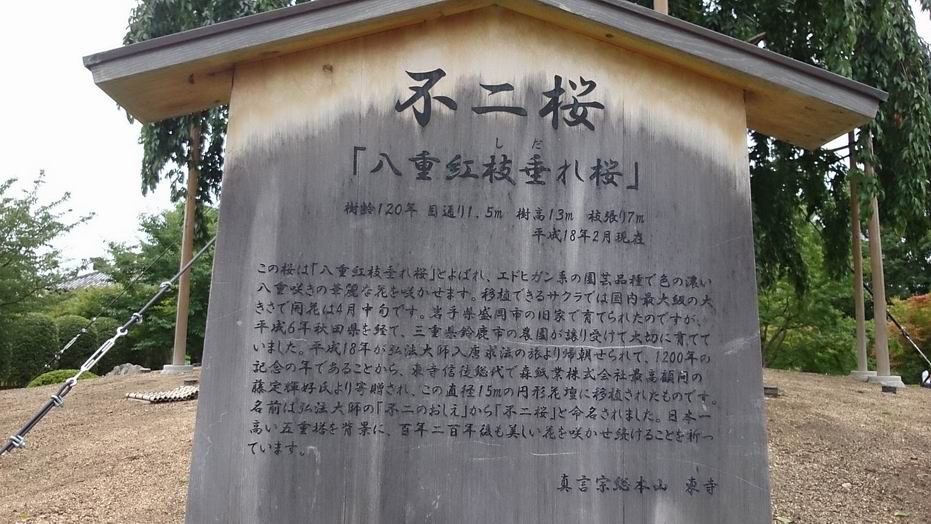 不二桜
しだ
「八重紅枝垂れ桜」
樹齢120年 目通り1.5m 樹高13m 枝張り7m
平成18年2月現在
この桜は「八重紅枝垂れ桜」とよばれ、エドヒガン系の園芸品種で色の濃い
八重咲きの華麗な花を咲かせます。移植できるサクラでは国内最大級の大
きさで開花は4月中旬です。岩手県盛岡市の旧家で育てられたのですが、
平成6年秋田県を経て、三重県鈴鹿市の農園が譲り受けて大切に育てて
いました。平成18年が弘法大師入唐求法の旅より帰朝せられて、1200年の
記念の年であることから、東寺信徒総代で森紙業株式会社最高顧問の
藤定輝好氏より寄贈され、この直径15mの円形花壇に移植されたものです。
名前は弘法大師の「不二のおしえ」から「不二桜」と命名されました。日本一
高い五重塔を背景に、百年二百年後も美しい花を咲かせ続けることを祈っ
ています。
真言宗総本山 東寺